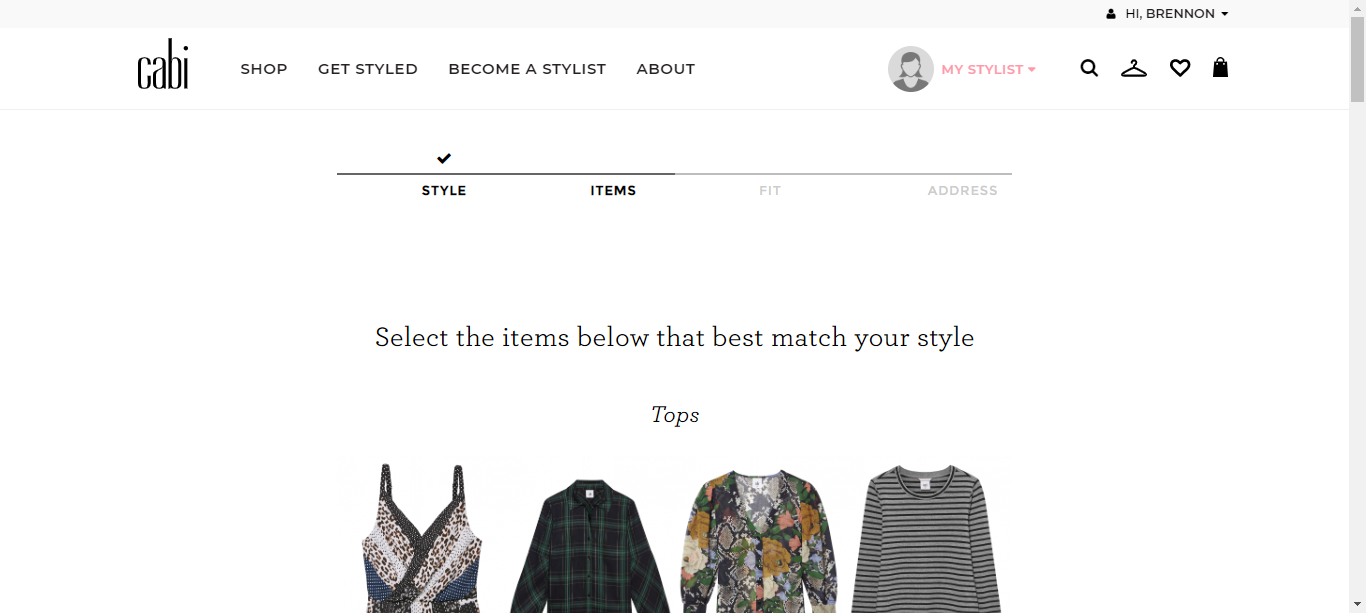 HI, BRENNON
cabi
SHOP
GET STYLED
BECOME A STYLIST
ABOUT
MY STYLIST
STYLE
ITEMS
FIT
ADDRESS
Select the items below that best match your style
Tops